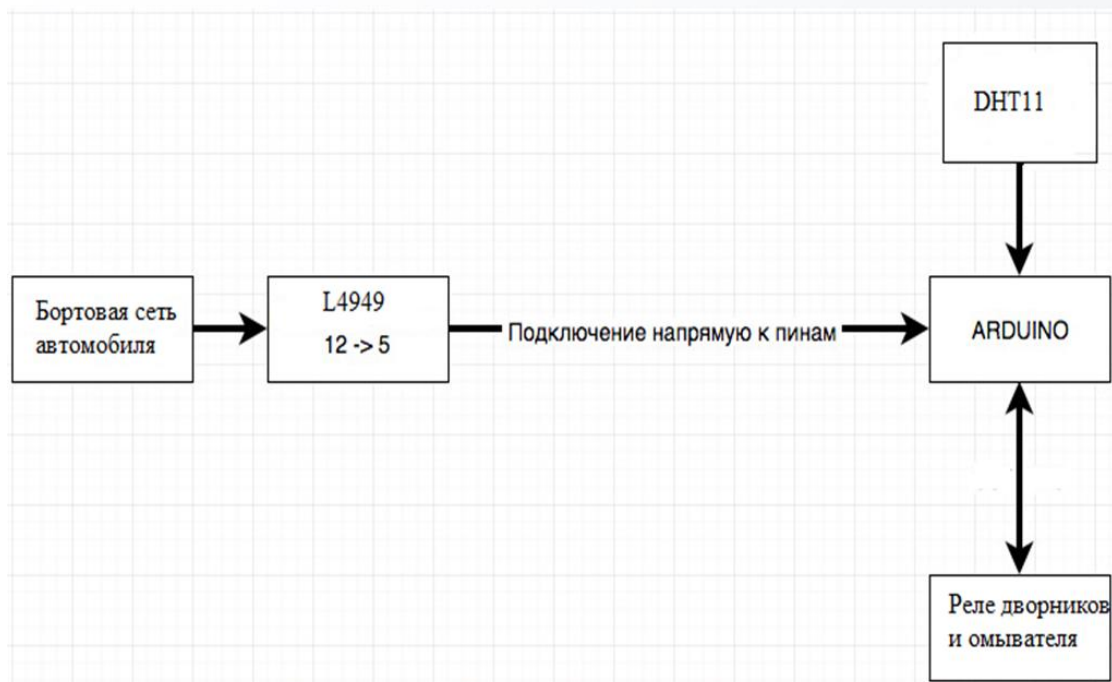 DHT11
Бортовая сеть
автомобиля
L4949
12 -> 5
Подключение напрямую к пинам
ARDUINO
Реле дворников
и омывателя